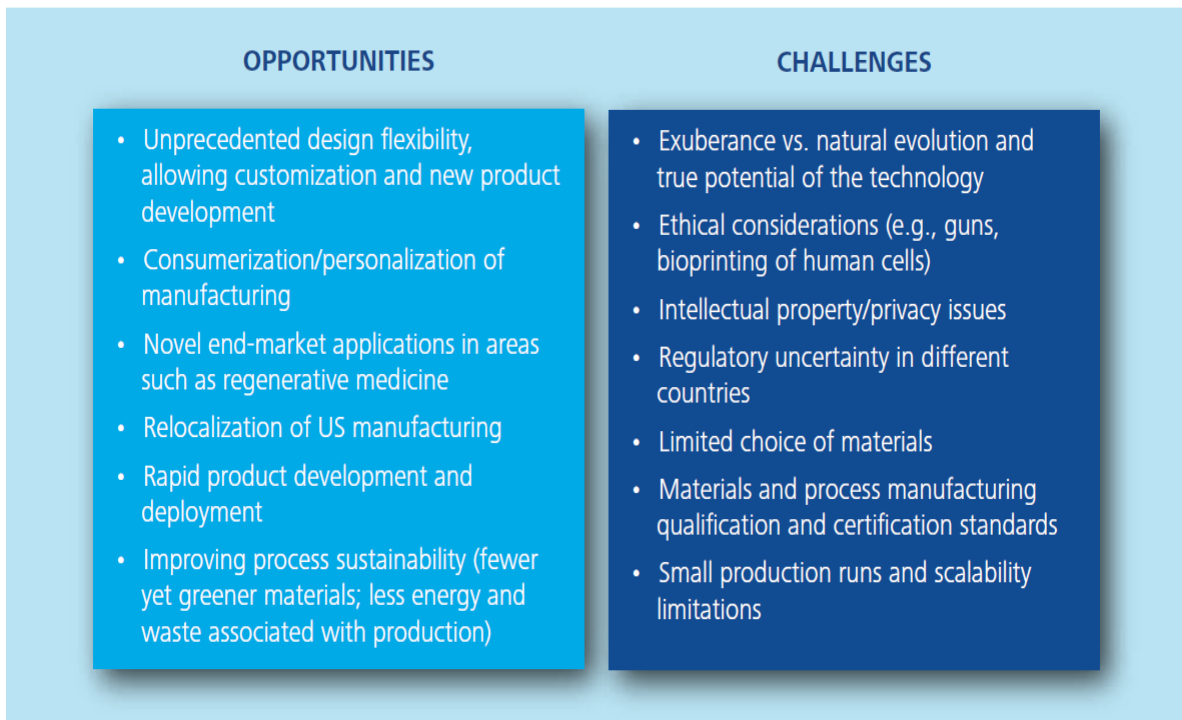 OPPORTUNITIES
• Unprecedented design flexibility,
allowing customization and new product
development
• Consumerization/personalization of
manufacturing
• Novel end-market applications in areas
such as regenerative medicine
• Relocalization of US manufacturing
• Rapid product development and
deployment
• Improving process sustainability (fewer
yet greener materials; less energy and
waste associated with production)
CHALLENGES
• Exuberance vs. natural evolution and
true potential of the technology
• Ethical considerations (e.g., guns,
bioprinting of human cells)
• Intellectual property/privacy issues
• Regulatory uncertainty in different
countries
• Limited choice of materials
• Materials and process manufacturing
qualification and certification standards
• Small production runs and scalability
limitations